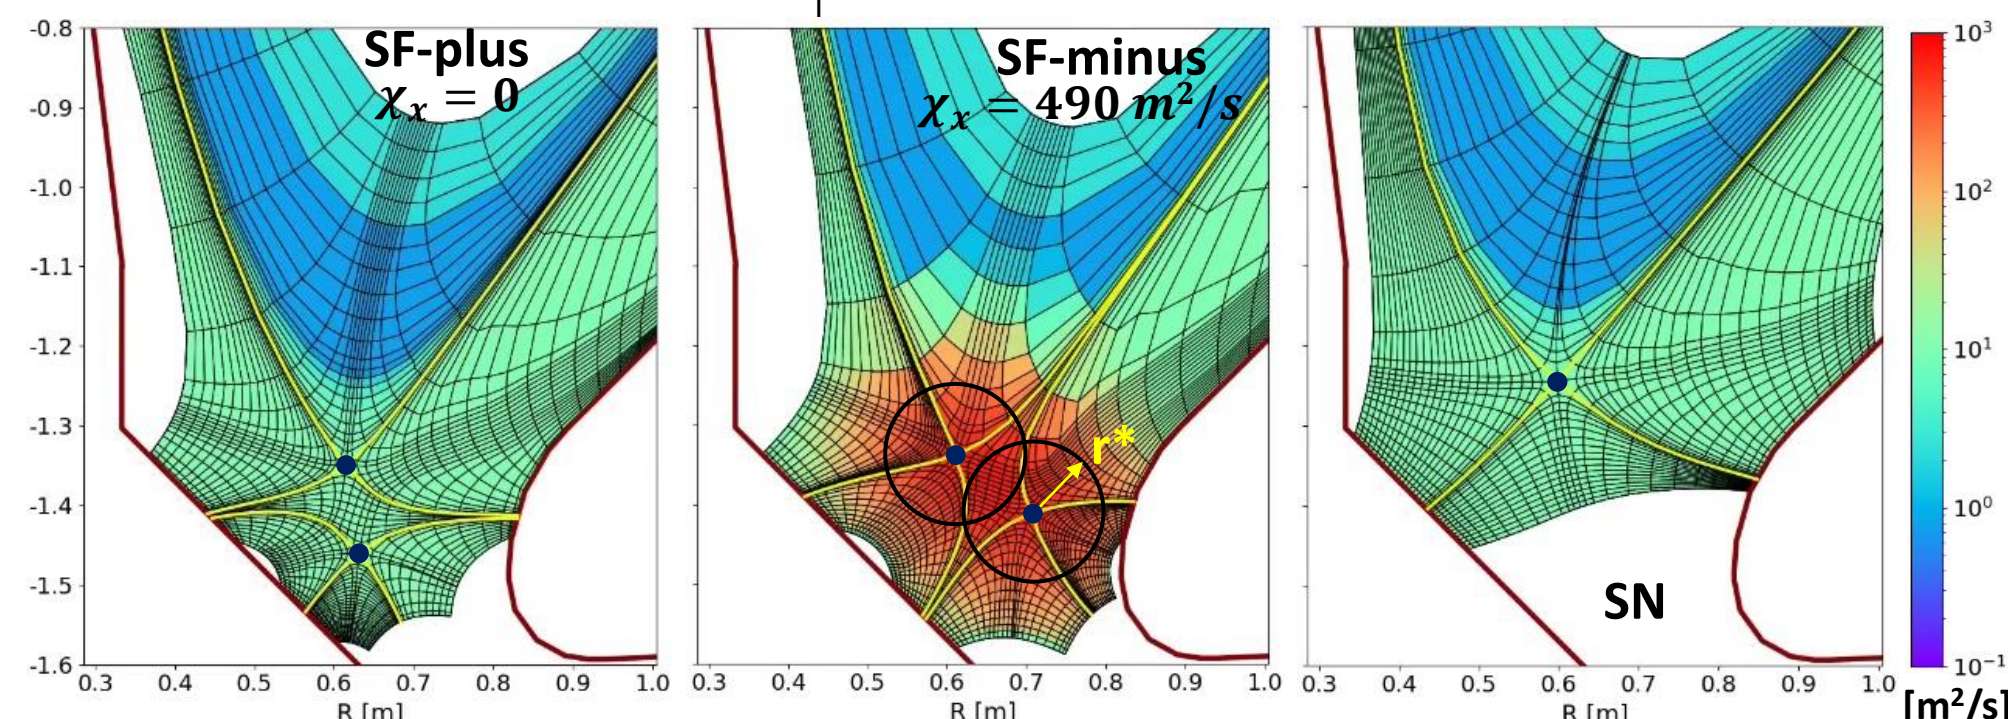 SF-plus
χₓ = 0
SF-minus
χₓ = 490 m²/s
r*
SN
-0.8
-0.9
-1.0
-1.1
-1.2
-1.3
-1.4
-1.5
-1.6
0.3 0.4 0.5 0.6 0.7 0.8 0.9 1.0
R [m]
0.3 0.4 0.5 0.6 0.7 0.8 0.9 1.0
R [m]
0.3 0.4 0.5 0.6 0.7 0.8 0.9 1.0
R [m]
10³
10²
10¹
10⁰
10⁻¹
[m²/s]